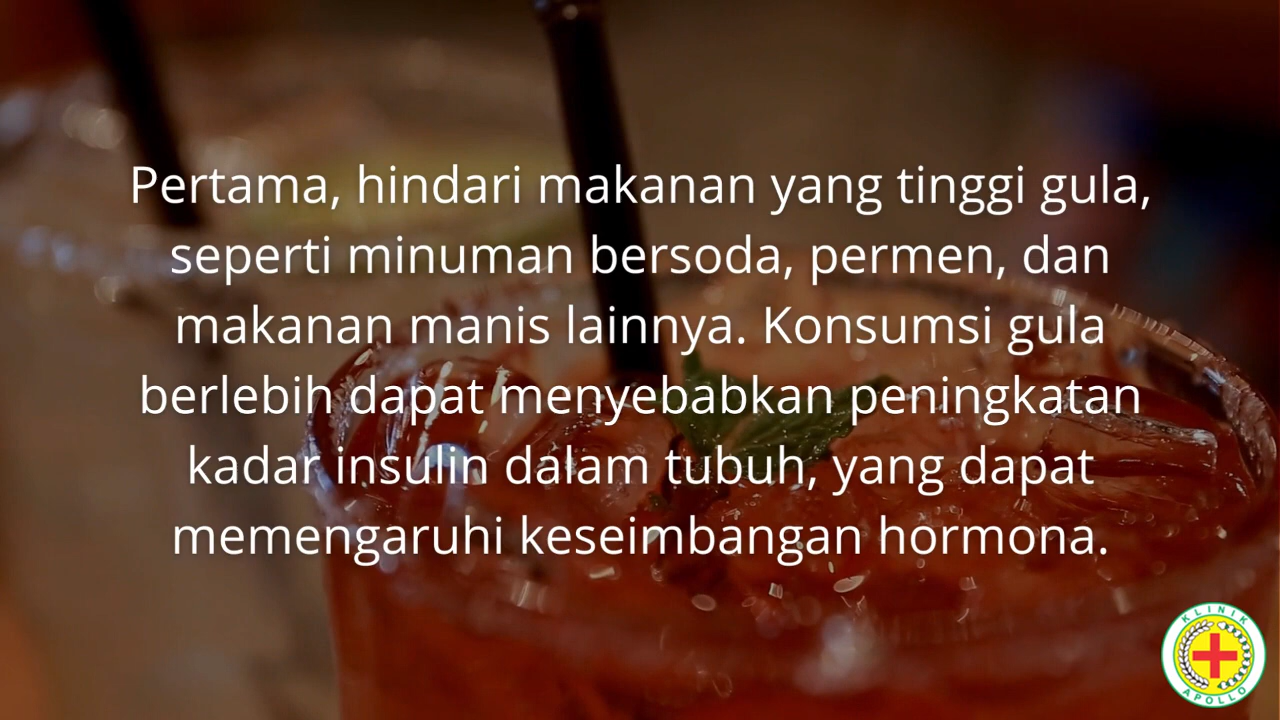 Pertama, hindari makanan yang tinggi gula,
seperti minuman bersoda, permen, dan
makanan manis lainnya. Konsumsi gula
berlebih dapat menyebabkan peningkatan
kadar insulin dalam tubuh, yang dapat
memengaruhi keseimbangan hormona.
KLINIK
APOLLO